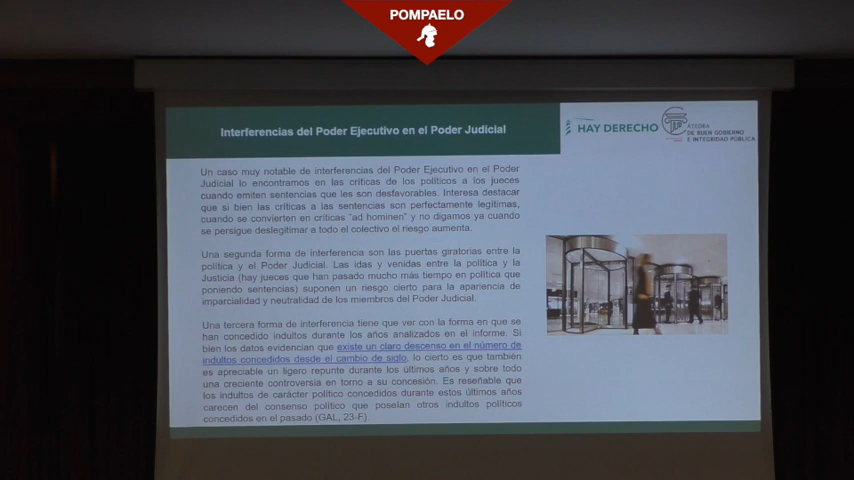 POMPAELO
Interferencias del Poder Ejecutivo en el Poder Judicial
HAY DERECHO
CÁTEDRA
DE BUEN GOBIERNO
E INTEGRIDAD PÚBLICA
Un caso muy notable de interferencias del Poder Ejecutivo en el Poder
Judicial lo encontramos en las críticas de los políticos a los jueces
cuando emiten sentencias que les son desfavorables. Interesa destacar
que si bien las críticas a las sentencias son perfectamente legítimas,
cuando se convierten en críticas "ad hominen" y no digamos ya cuando
se persigue deslegitimar a todo el colectivo el riesgo aumenta.
Una segunda forma de interferencia son las puertas giratorias entre la
política y el Poder Judicial. Las idas y venidas entre la política y la
Justicia (hay jueces que han pasado mucho más tiempo en política que
poniendo sentencias) suponen un riesgo cierto para la apariencia de
imparcialidad y neutralidad de los miembros del Poder Judicial.
Una tercera forma de interferencia tiene que ver con la forma en que se
han concedido indultos durante los años analizados en el informe. Si
bien los datos evidencian que existe un claro descenso en el número de
indultos concedidos desde el cambio de siglo, lo cierto es que también
es apreciable un ligero repunte durante los últimos años y sobre todo
una creciente controversia en torno a su concesión. Es reseñable que
los indultos de carácter político concedidos durante estos últimos años
carecen del consenso político que poseían otros indultos políticos
concedidos en el pasado (GAL, 23-F).